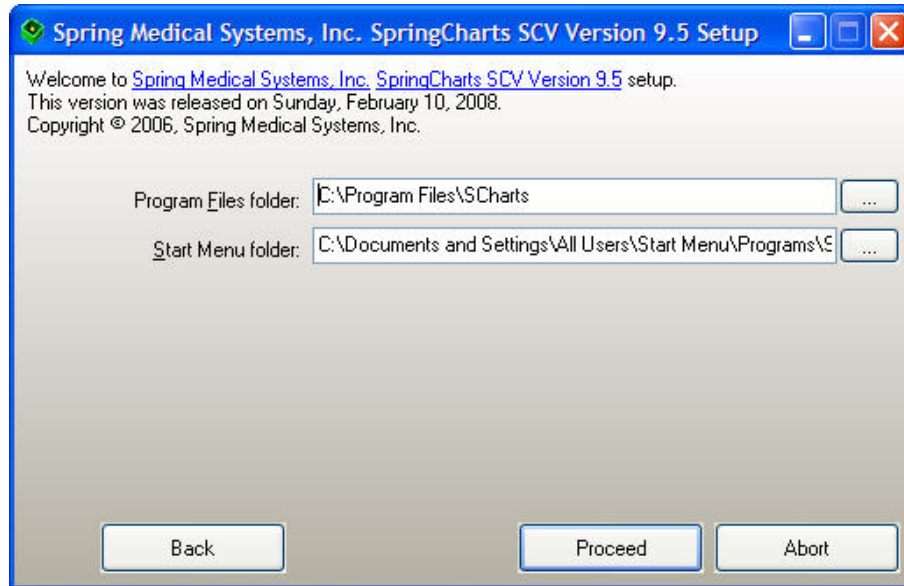 Spring Medical Systems, Inc. SpringCharts SCV Version 9.5 Setup
Welcome to Spring Medical Systems, Inc. SpringCharts SCV Version 9.5 setup.
This version was released on Sunday, February 10, 2008.
Copyright © 2006, Spring Medical Systems, Inc.
Program Files folder: C:\Program Files\SCharts ...
Start Menu folder: C:\Documents and Settings\All Users\Start Menu\Programs\S ...
Back Proceed Abort